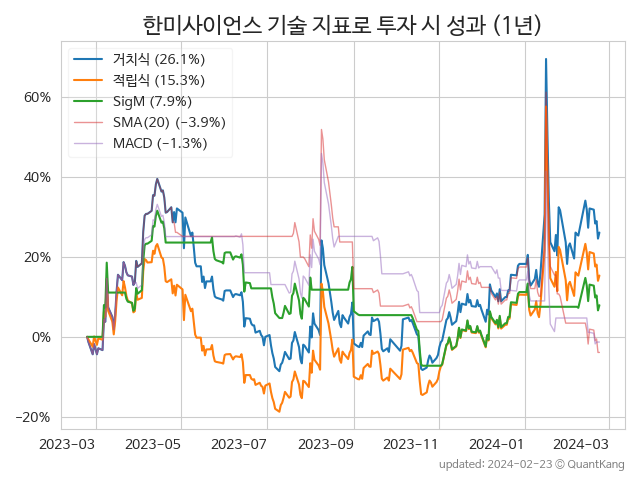 한미사이언스 기술 지표로 투자 시 성과 (1년)
거치식 (26.1%)
적립식 (15.3%)
SigM (7.9%)
SMA(20) (−3.9%)
MACD (−1.3%)
60%
40%
20%
0%
−20%
2023-03 2023-05 2023-07 2023-09 2023-11 2024-01 2024-03
updated: 2024-02-23 © QuantKang